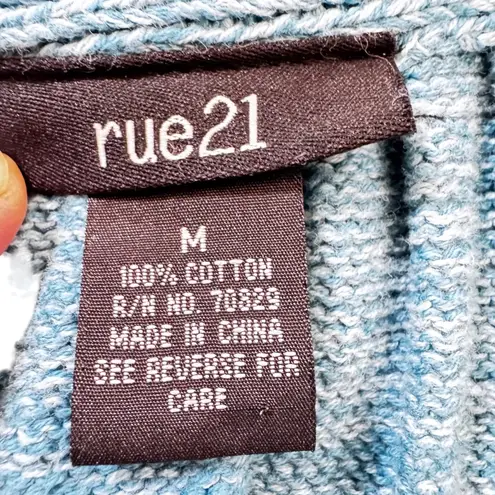 rue21
M
100% COTTON
R/N NO. 70829
MADE IN CHINA
SEE REVERSE FOR
CARE